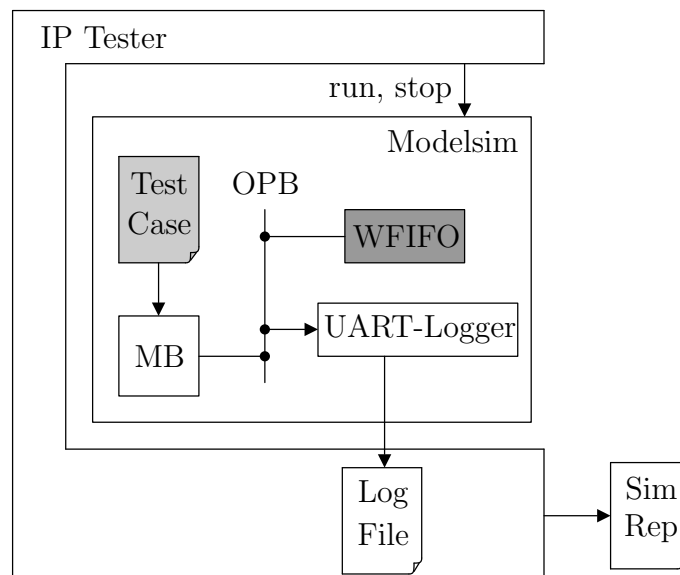 IP Tester
run, stop
Modelsim
Test
Case
OPB
WFIFO
UART-Logger
MB
Log
File
Sim
Rep